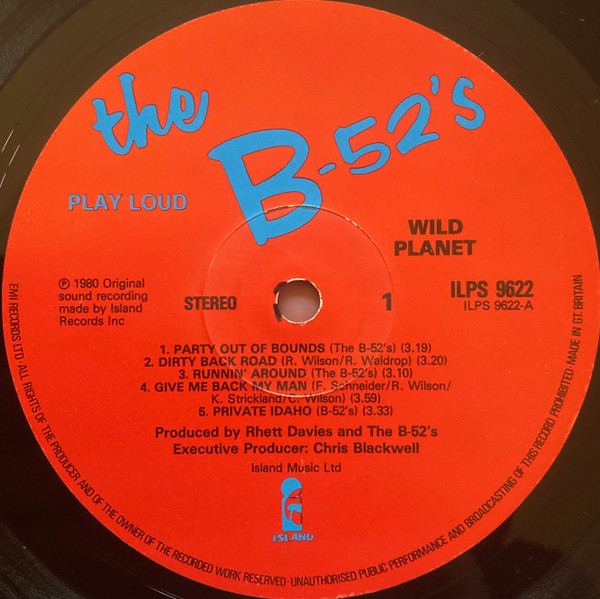 the
B-52's
PLAY LOUD
WILD
PLANET
℗ 1980 Original
sound recording
made by Island
Records Inc
STEREO
1
ILPS 9622
ILPS 9622-A
1. PARTY OUT OF BOUNDS (The B-52's) (3.19)
2. DIRTY BACK ROAD (R. Wilson/R. Waldrop) (3.20)
3. RUNNIN' AROUND (The B-52's) (3.10)
4. GIVE ME BACK MY MAN (F. Schneider/R. Wilson/
K. Strickland/C. Wilson) (3.59)
5. PRIVATE IDAHO (B-52's) (3.33)
Produced by Rhett Davies and The B-52's
Executive Producer: Chris Blackwell
Island Music Ltd
ISLAND
EMI RECORDS LTD · ALL RIGHTS OF THE PRODUCER AND OF THE OWNER OF THE RECORDED WORK RESERVED · UNAUTHORISED PUBLIC PERFORMANCE AND BROADCASTING OF THIS RECORD PROHIBITED · MADE IN GT. BRITAIN